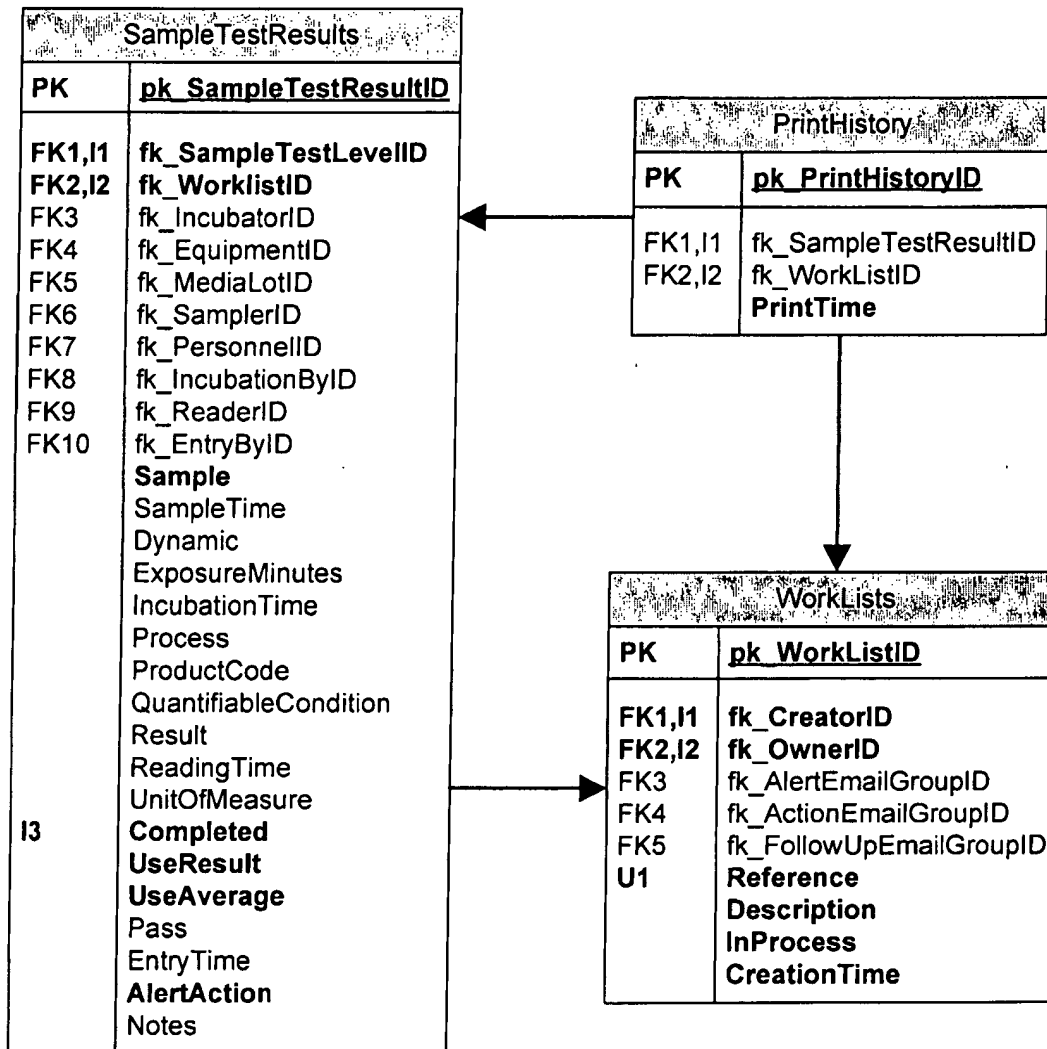 SampleTestResults
PK pk_SampleTestResultID
FK1,I1 fk_SampleTestLevelID
FK2,I2 fk_WorklistID
FK3 fk_IncubatorID
FK4 fk_EquipmentID
FK5 fk_MediaLotID
FK6 fk_SamplerID
FK7 fk_PersonnelID
FK8 fk_IncubationByID
FK9 fk_ReaderID
FK10 fk_EntryByID
Sample
SampleTime
Dynamic
ExposureMinutes
IncubationTime
Process
ProductCode
QuantifiableCondition
Result
ReadingTime
UnitOfMeasure
I3 Completed
UseResult
UseAverage
Pass
EntryTime
AlertAction
Notes
PrintHistory
PK pk_PrintHistoryID
FK1,I1 fk_SampleTestResultID
FK2,I2 fk_WorkListID
PrintTime
WorkLists
PK pk_WorkListID
FK1,I1 fk_CreatorID
FK2,I2 fk_OwnerID
FK3 fk_AlertEmailGroupID
FK4 fk_ActionEmailGroupID
FK5 fk_FollowUpEmailGroupID
U1 Reference
Description
InProcess
CreationTime